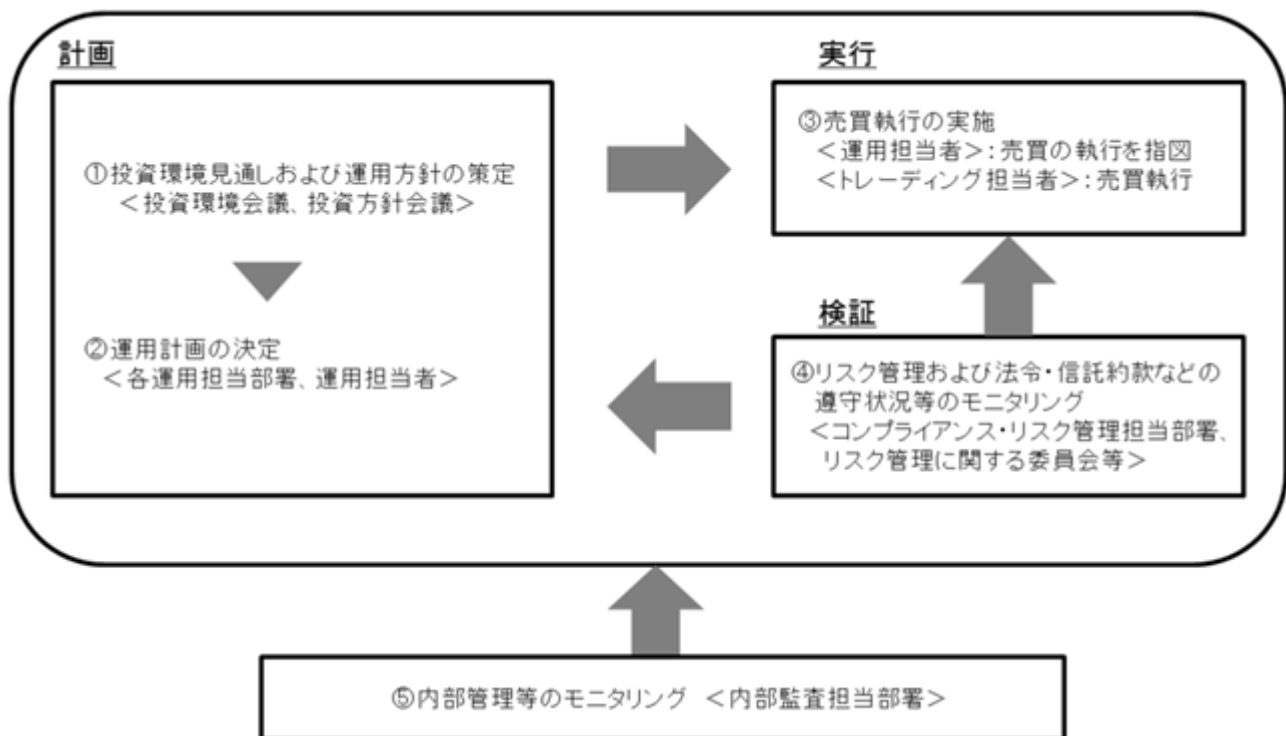 計画
①投資環境見通しおよび運用方針の策定
<投資環境会議、投資方針会議>
②運用計画の決定
<各運用担当部署、運用担当者>
実行
③売買執行の実施
<運用担当者>:売買の執行を指図
<トレーディング担当者>:売買執行
検証
④リスク管理および法令・信託約款などの
遵守状況等のモニタリング
<コンプライアンス・リスク管理担当部署、
リスク管理に関する委員会等>
⑤内部管理等のモニタリング <内部監査担当部署>